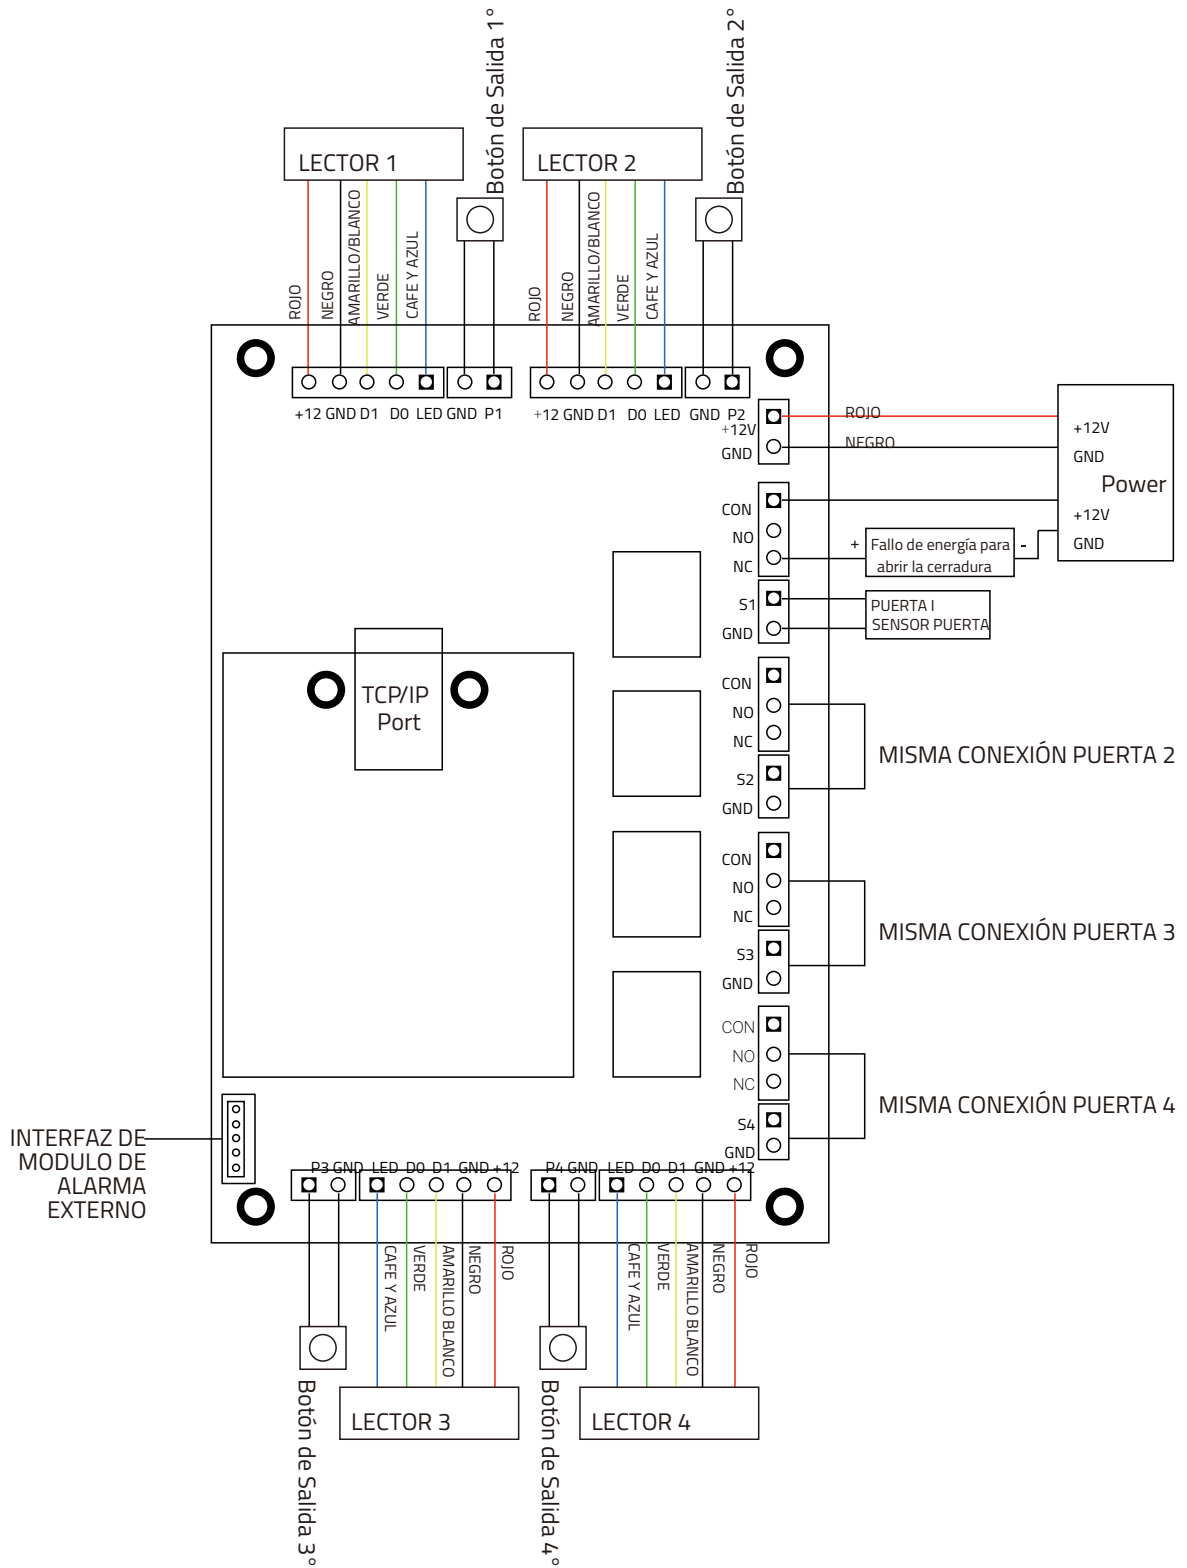 Botón de Salida 1°
Botón de Salida 2°
LECTOR 1
LECTOR 2
ROJO
NEGRO
AMARILLO/BLANCO
VERDE
CAFE Y AZUL
ROJO
NEGRO
AMARILLO/BLANCO
VERDE
CAFE Y AZUL
+12 GND D1 D0 LED GND P1
+12 GND D1 D0 LED GND P2
+12V
GND
ROJO
NEGRO
+12V
GND
Power
+12V
GND
CON
NO
NC
+ Fallo de energía para -
abrir la cerradura
S1
GND
PUERTA I
SENSOR PUERTA
TCP/IP
Port
CON
NO
NC
S2
GND
MISMA CONEXIÓN PUERTA 2
CON
NO
NC
S3
GND
MISMA CONEXIÓN PUERTA 3
CON
NO
NC
S4
GND
MISMA CONEXIÓN PUERTA 4
INTERFAZ DE
MODULO DE
ALARMA
EXTERNO
P3 GND LED D0 D1 GND +12
P4 GND LED D0 D1 GND +12
CAFE Y AZUL
VERDE
AMARILLO BLANCO
NEGRO
ROJO
CAFE Y AZUL
VERDE
AMARILLO BLANCO
NEGRO
ROJO
Botón de Salida 3°
LECTOR 3
Botón de Salida 4°
LECTOR 4